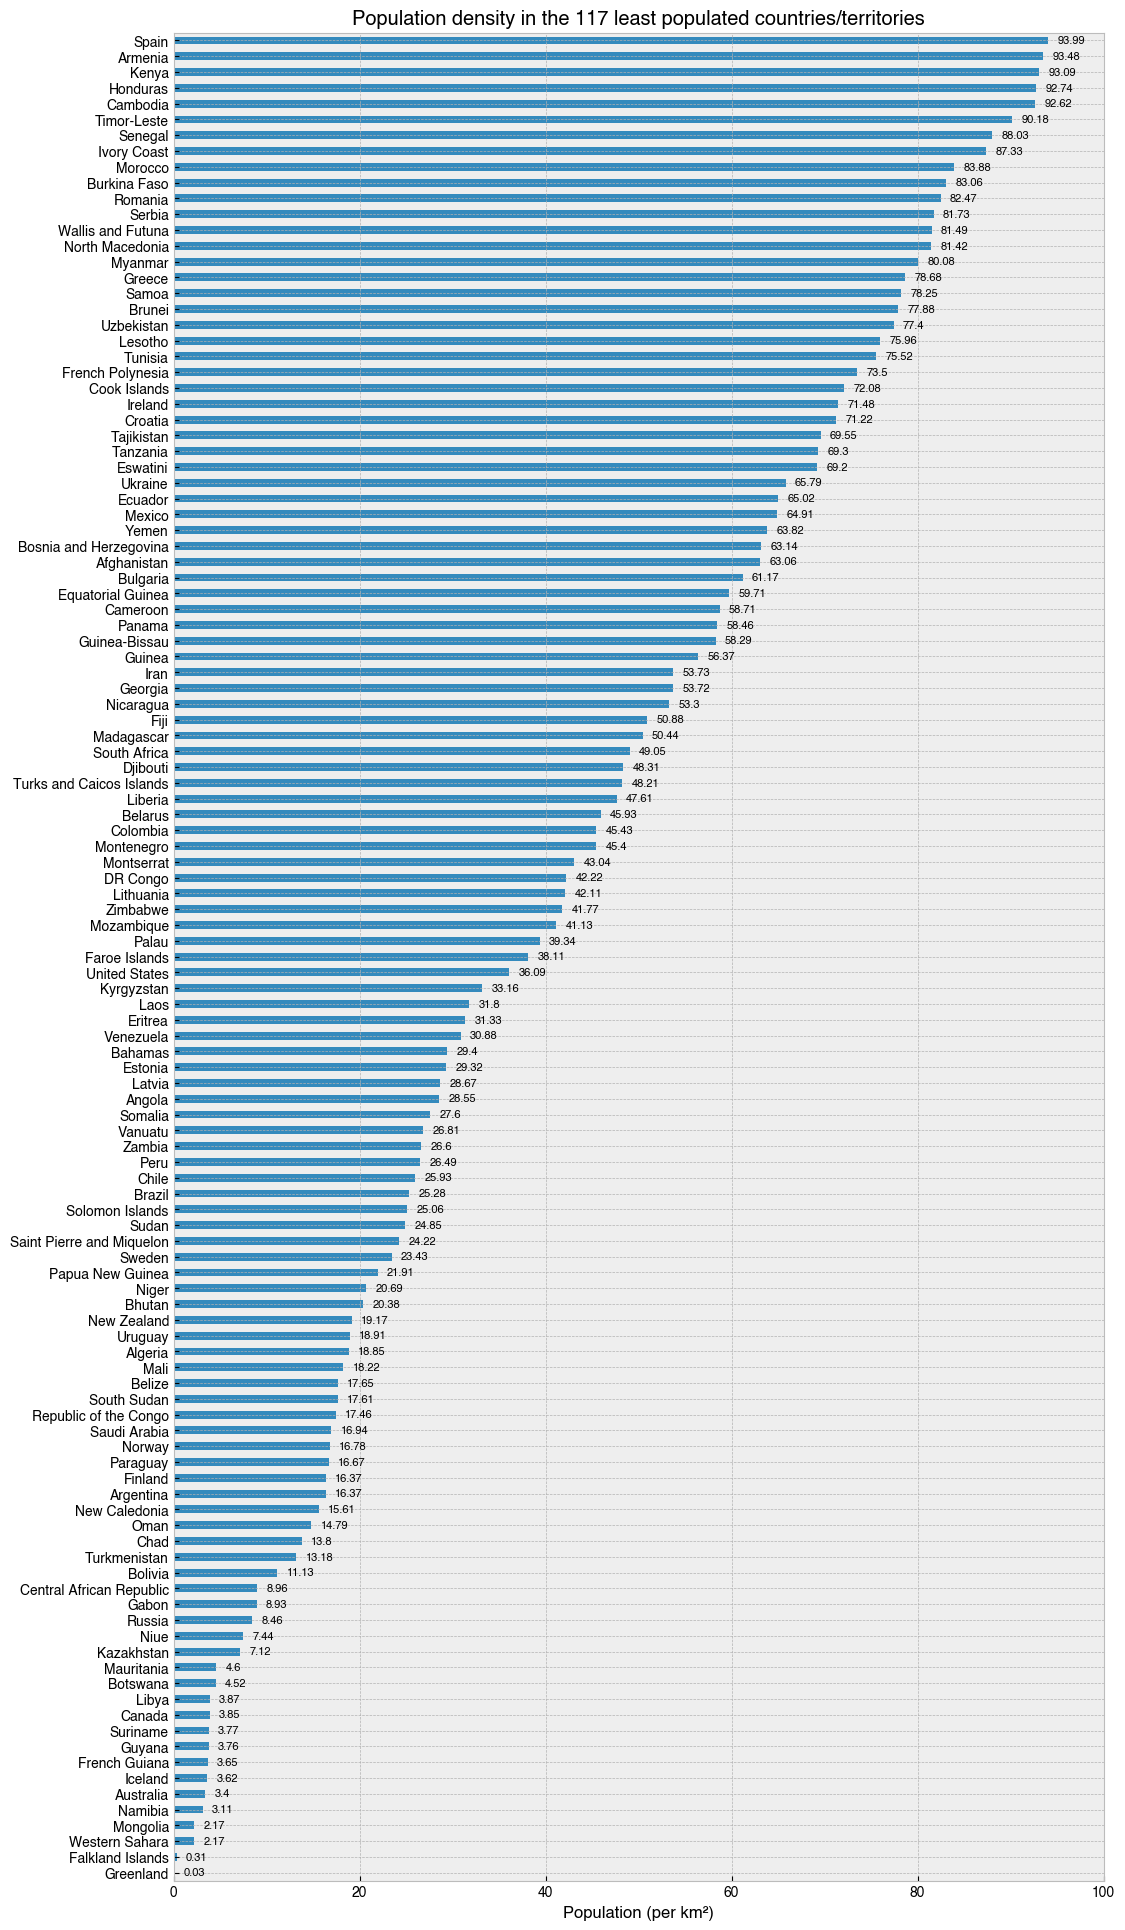 Population density in the 117 least populated countries/territories
Spain 93.99
Armenia 93.48
Kenya 93.09
Honduras 92.74
Cambodia 92.62
Timor-Leste 90.18
Senegal 88.03
Ivory Coast 87.33
Morocco 83.88
Burkina Faso 83.06
Romania 82.47
Serbia 81.73
Wallis and Futuna 81.49
North Macedonia 81.42
Myanmar 80.08
Greece 78.68
Samoa 78.25
Brunei 77.88
Uzbekistan 77.4
Lesotho 75.96
Tunisia 75.52
French Polynesia 73.5
Cook Islands 72.08
Ireland 71.48
Croatia 71.22
Tajikistan 69.55
Tanzania 69.3
Eswatini 69.2
Ukraine 65.79
Ecuador 65.02
Mexico 64.91
Yemen 63.82
Bosnia and Herzegovina 63.14
Afghanistan 63.06
Bulgaria 61.17
Equatorial Guinea 59.71
Cameroon 58.71
Panama 58.46
Guinea-Bissau 58.29
Guinea 56.37
Iran 53.73
Georgia 53.72
Nicaragua 53.3
Fiji 50.88
Madagascar 50.44
South Africa 49.05
Djibouti 48.31
Turks and Caicos Islands 48.21
Liberia 47.61
Belarus 45.93
Colombia 45.43
Montenegro 45.4
Montserrat 43.04
DR Congo 42.22
Lithuania 42.11
Zimbabwe 41.77
Mozambique 41.13
Palau 39.34
Faroe Islands 38.11
United States 36.09
Kyrgyzstan 33.16
Laos 31.8
Eritrea 31.33
Venezuela 30.88
Bahamas 29.4
Estonia 29.32
Latvia 28.67
Angola 28.55
Somalia 27.6
Vanuatu 26.81
Zambia 26.6
Peru 26.49
Chile 25.93
Brazil 25.28
Solomon Islands 25.06
Sudan 24.85
Saint Pierre and Miquelon 24.22
Sweden 23.43
Papua New Guinea 21.91
Niger 20.69
Bhutan 20.38
New Zealand 19.17
Uruguay 18.91
Algeria 18.85
Mali 18.22
Belize 17.65
South Sudan 17.61
Republic of the Congo 17.46
Saudi Arabia 16.94
Norway 16.78
Paraguay 16.67
Finland 16.37
Argentina 16.37
New Caledonia 15.61
Oman 14.79
Chad 13.8
Turkmenistan 13.18
Bolivia 11.13
Central African Republic 8.96
Gabon 8.93
Russia 8.46
Niue 7.44
Kazakhstan 7.12
Mauritania 4.6
Botswana 4.52
Libya 3.87
Canada 3.85
Suriname 3.77
Guyana 3.76
French Guiana 3.65
Iceland 3.62
Australia 3.4
Namibia 3.11
Mongolia 2.17
Western Sahara 2.17
Falkland Islands 0.31
Greenland 0.03
0 20 40 60 80 100
Population (per km²)